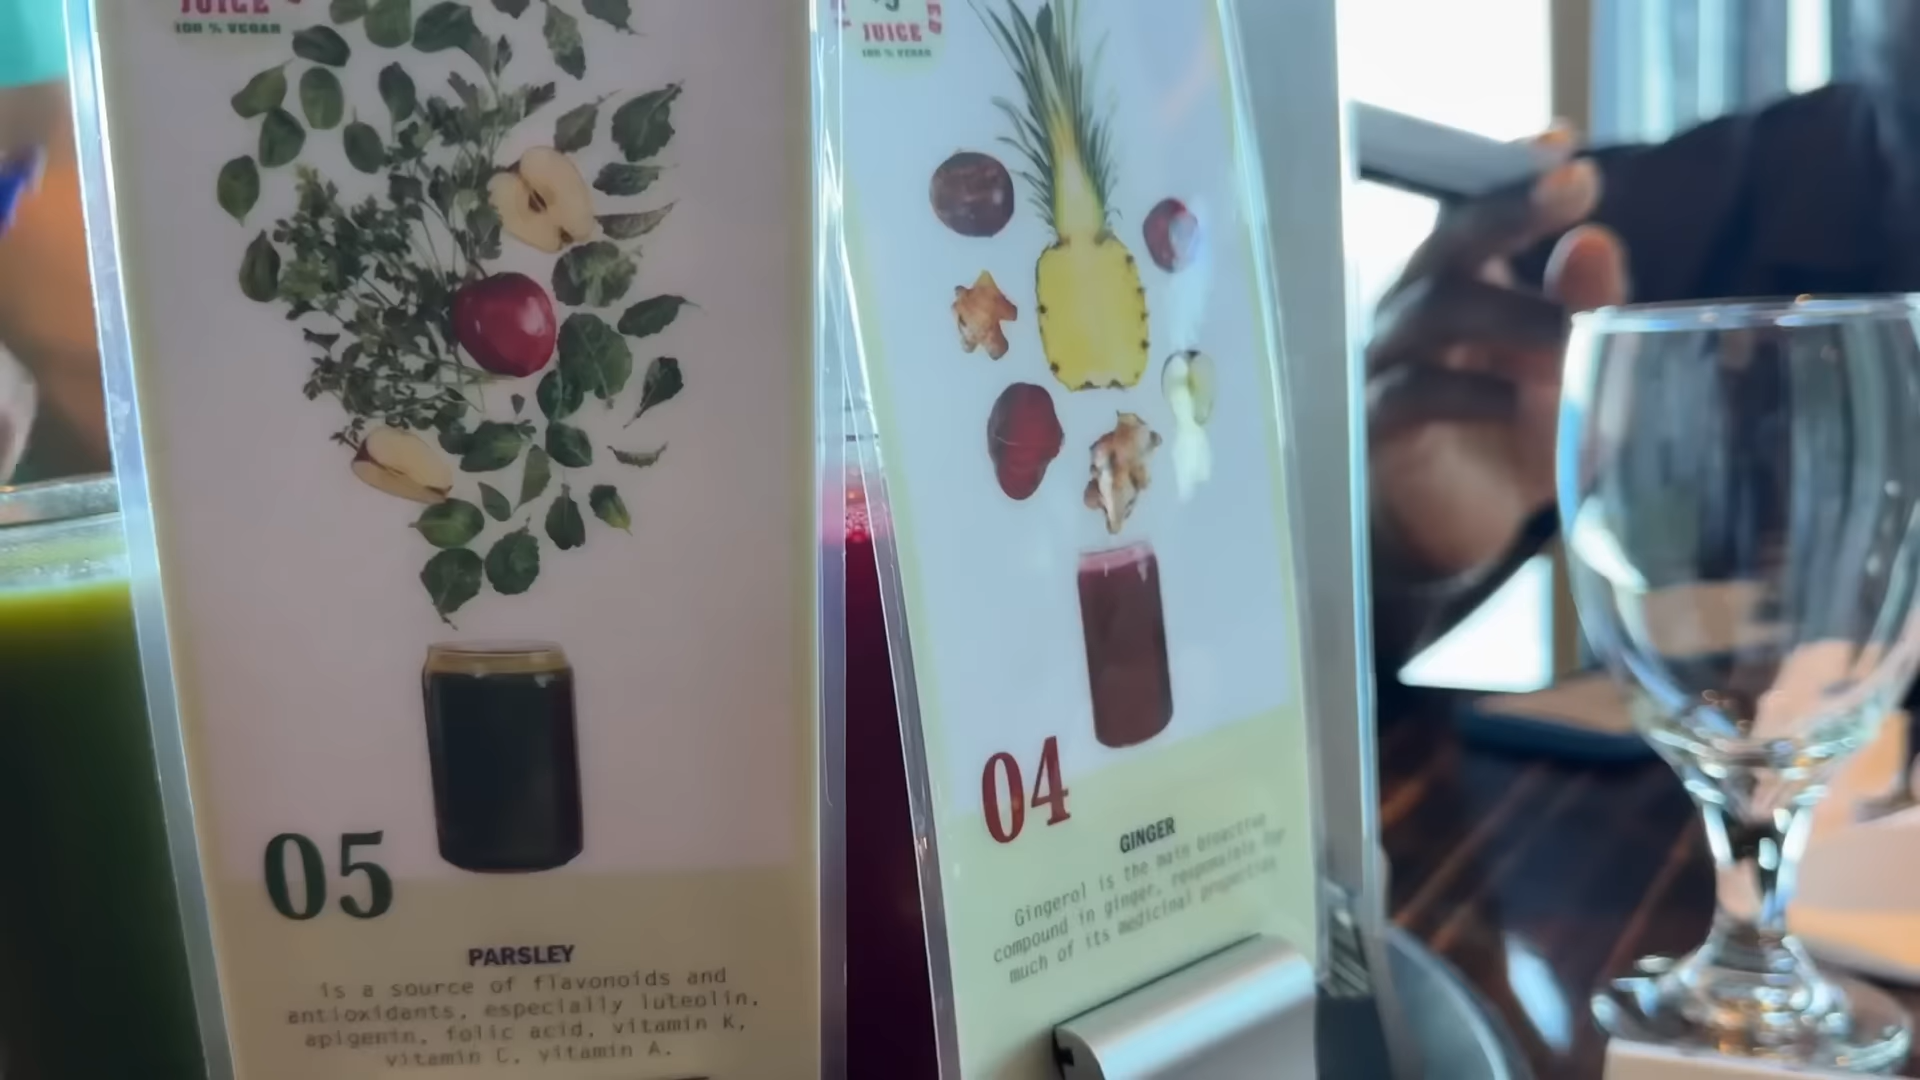 JUICE
100 % VEGAN
05
PARSLEY
is a source of flavonoids and
antioxidants, especially luteolin,
apigenin, folic acid, vitamin K,
vitamin C, vitamin A.
JUICE
100 % VEGAN
04
GINGER
Gingerol is the main bioactive
compound in ginger, responsible for
much of its medicinal properties